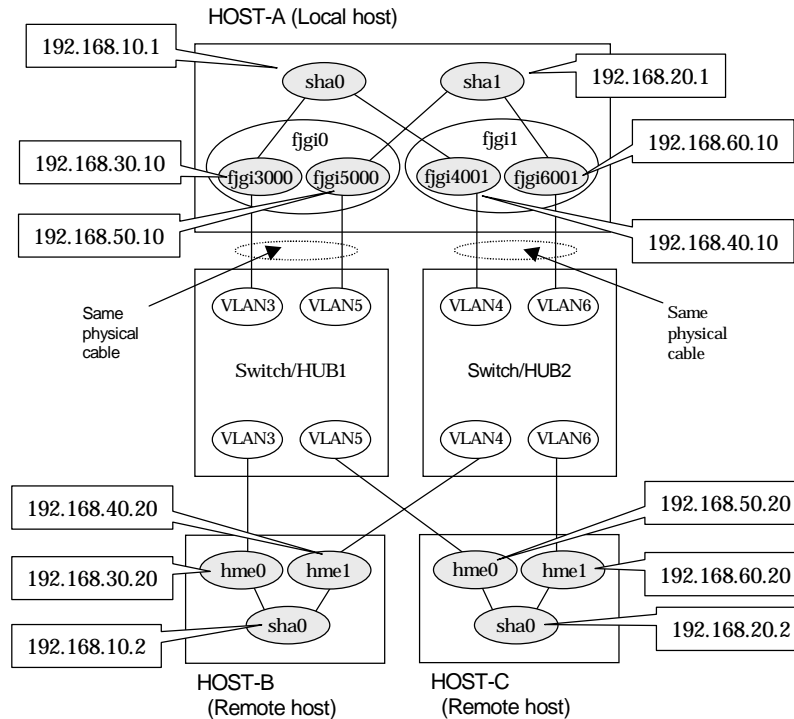 HOST-A (Local host)
192.168.10.1
sha0
sha1
192.168.20.1
fjgi0
fjgi1
192.168.30.10
fjgi3000
fjgi5000
fjgi4001
fjgi6001
192.168.60.10
192.168.50.10
192.168.40.10
Same
physical
cable
VLAN3
VLAN5
VLAN4
VLAN6
Same
physical
cable
Switch/HUB1
Switch/HUB2
VLAN3
VLAN5
VLAN4
VLAN6
192.168.40.20
192.168.50.20
192.168.30.20
hme0
hme1
hme0
hme1
192.168.60.20
192.168.10.2
sha0
sha0
192.168.20.2
HOST-B
(Remote host)
HOST-C
(Remote host)